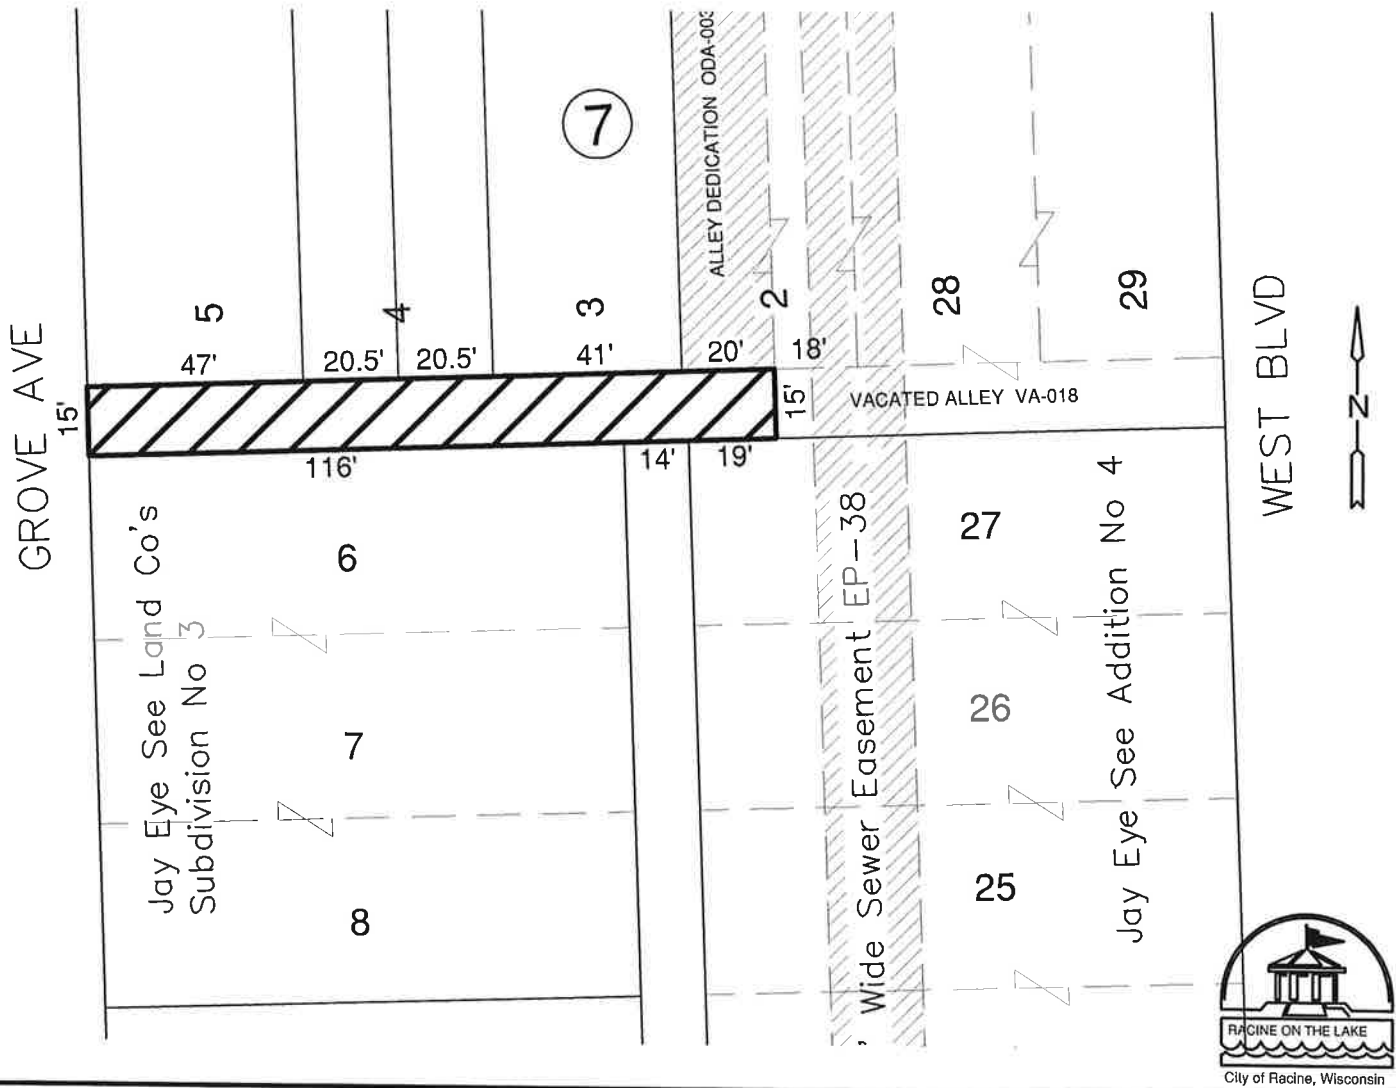 ALLEY DEDICATION ODA-003
7
5
4
3
2
28
29
47'
20.5'
20.5'
41'
20'
18'
GROVE AVE
15'
15'
VACATED ALLEY VA-018
WEST BLVD
N
116'
14'
19'
Jay Eye See Land Co's
Subdivision No 3
6
7
8
Wide Sewer Easement EP-38
27
26
25
Jay Eye See Addition No 4
RACINE ON THE LAKE
City of Racine, Wisconsin